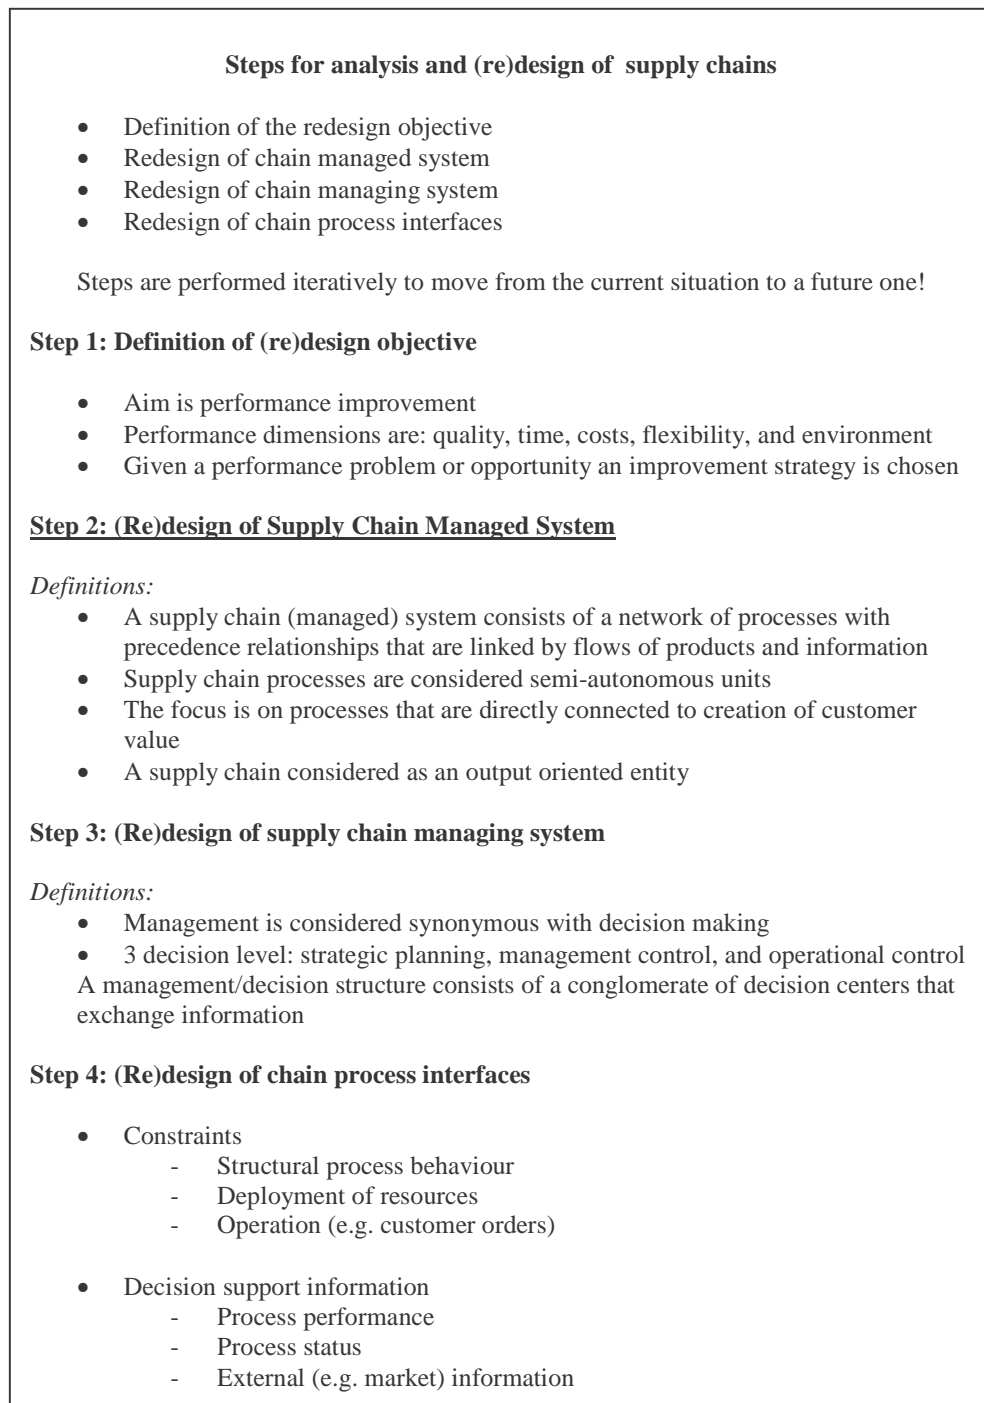 Steps for analysis and (re)design of supply chains
• Definition of the redesign objective
• Redesign of chain managed system
• Redesign of chain managing system
• Redesign of chain process interfaces
Steps are performed iteratively to move from the current situation to a future one!
Step 1: Definition of (re)design objective
• Aim is performance improvement
• Performance dimensions are: quality, time, costs, flexibility, and environment
• Given a performance problem or opportunity an improvement strategy is chosen
Step 2: (Re)design of Supply Chain Managed System
Definitions:
• A supply chain (managed) system consists of a network of processes with
precedence relationships that are linked by flows of products and information
• Supply chain processes are considered semi-autonomous units
• The focus is on processes that are directly connected to creation of customer
value
• A supply chain considered as an output oriented entity
Step 3: (Re)design of supply chain managing system
Definitions:
• Management is considered synonymous with decision making
• 3 decision level: strategic planning, management control, and operational control
A management/decision structure consists of a conglomerate of decision centers that
exchange information
Step 4: (Re)design of chain process interfaces
• Constraints
- Structural process behaviour
- Deployment of resources
- Operation (e.g. customer orders)
• Decision support information
- Process performance
- Process status
- External (e.g. market) information